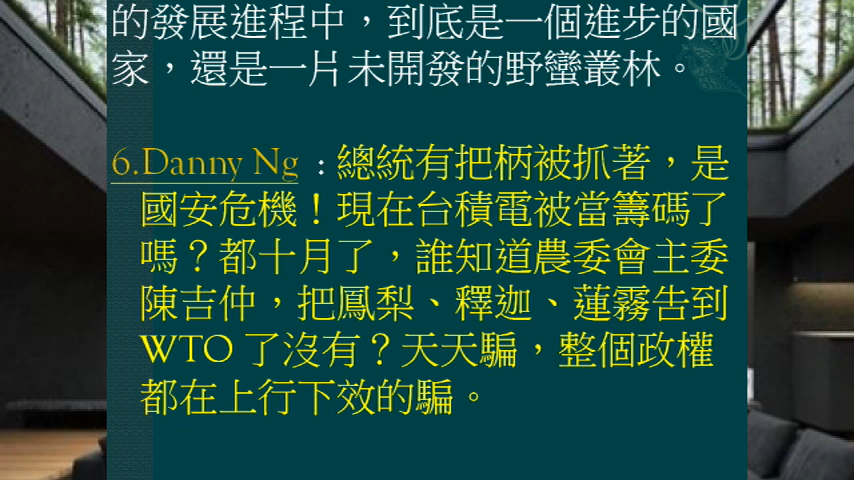 的發展進程中，到底是一個進步的國
家，還是一片未開發的野蠻叢林。
6.Danny Ng：總統有把柄被抓著，是
國安危機！現在台積電被當籌碼了
嗎？都十月了，誰知道農委會主委
陳吉仲，把鳳梨、釋迦、蓮霧告到
WTO 了沒有？天天騙，整個政權
都在上行下效的騙。